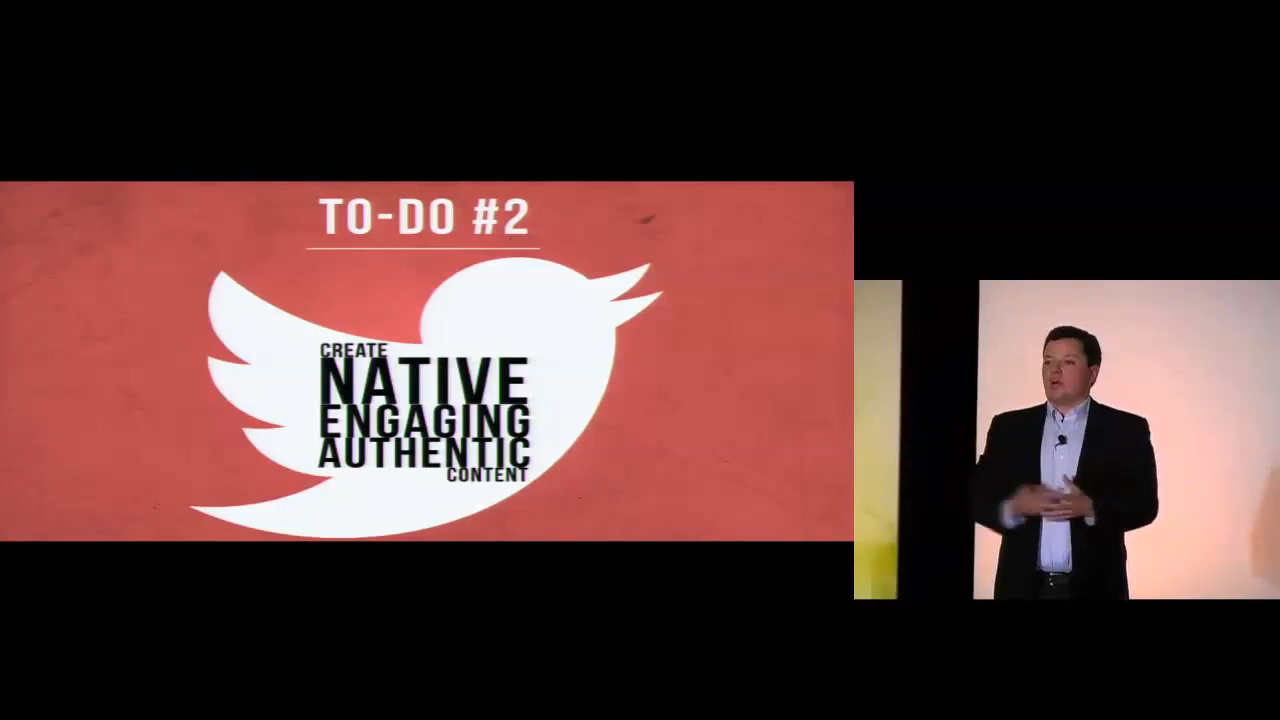 TO-DO #2
CREATE
NATIVE
ENGAGING
AUTHENTIC
CONTENT